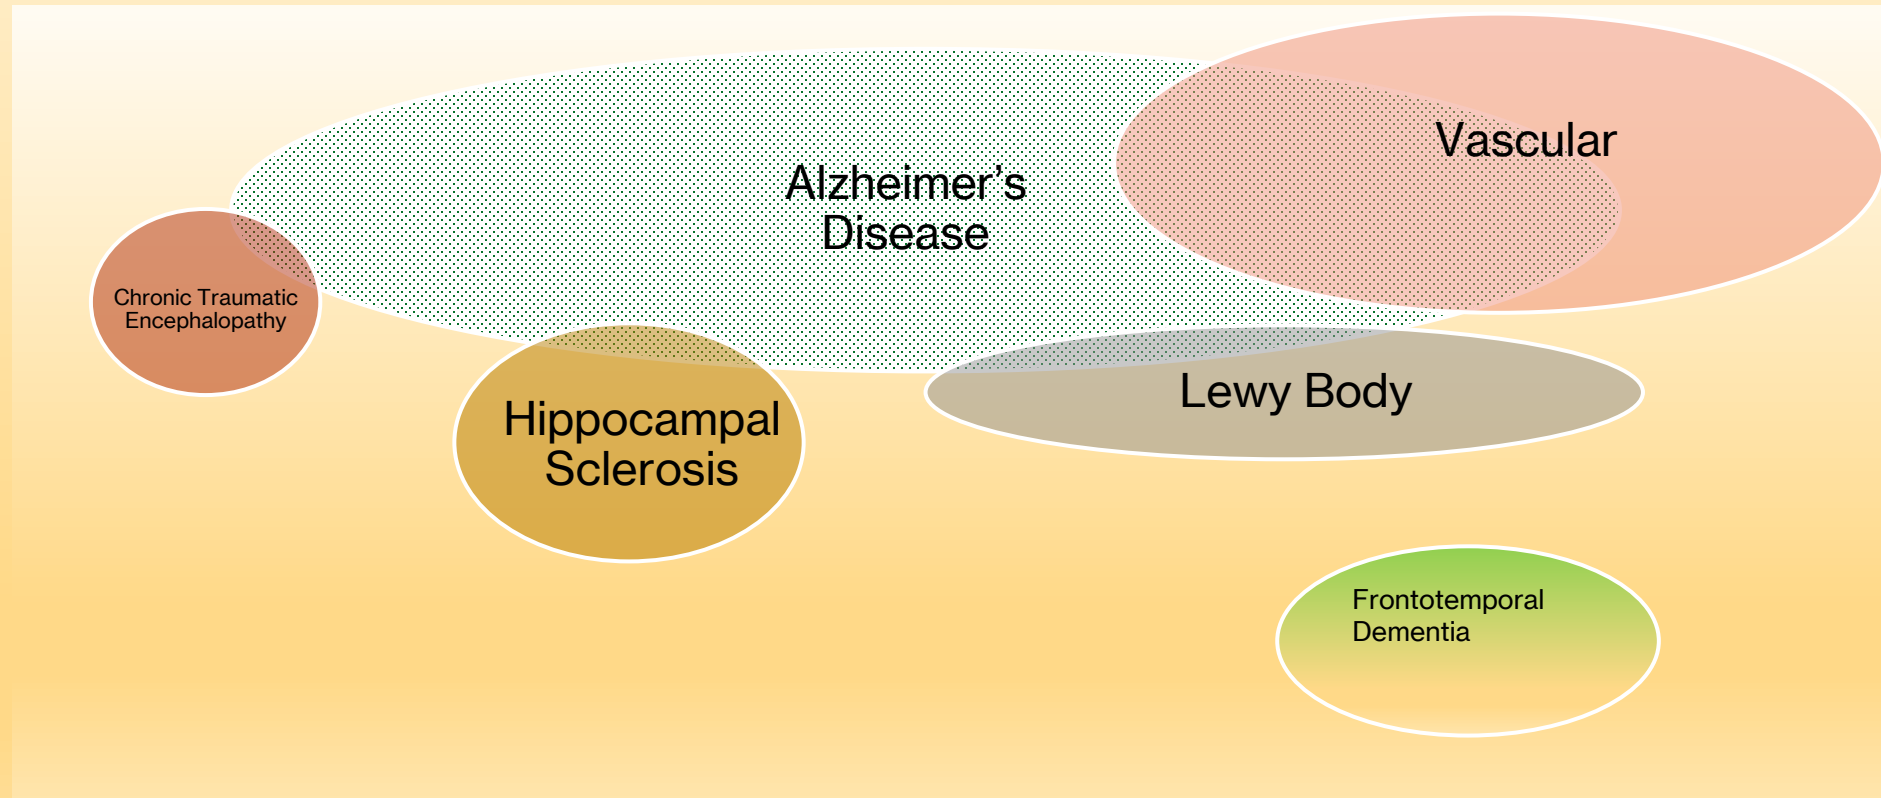 Vascular
Alzheimer's
Disease
Chronic Traumatic
Encephalopathy
Lewy Body
Hippocampal
Sclerosis
Frontotemporal
Dementia